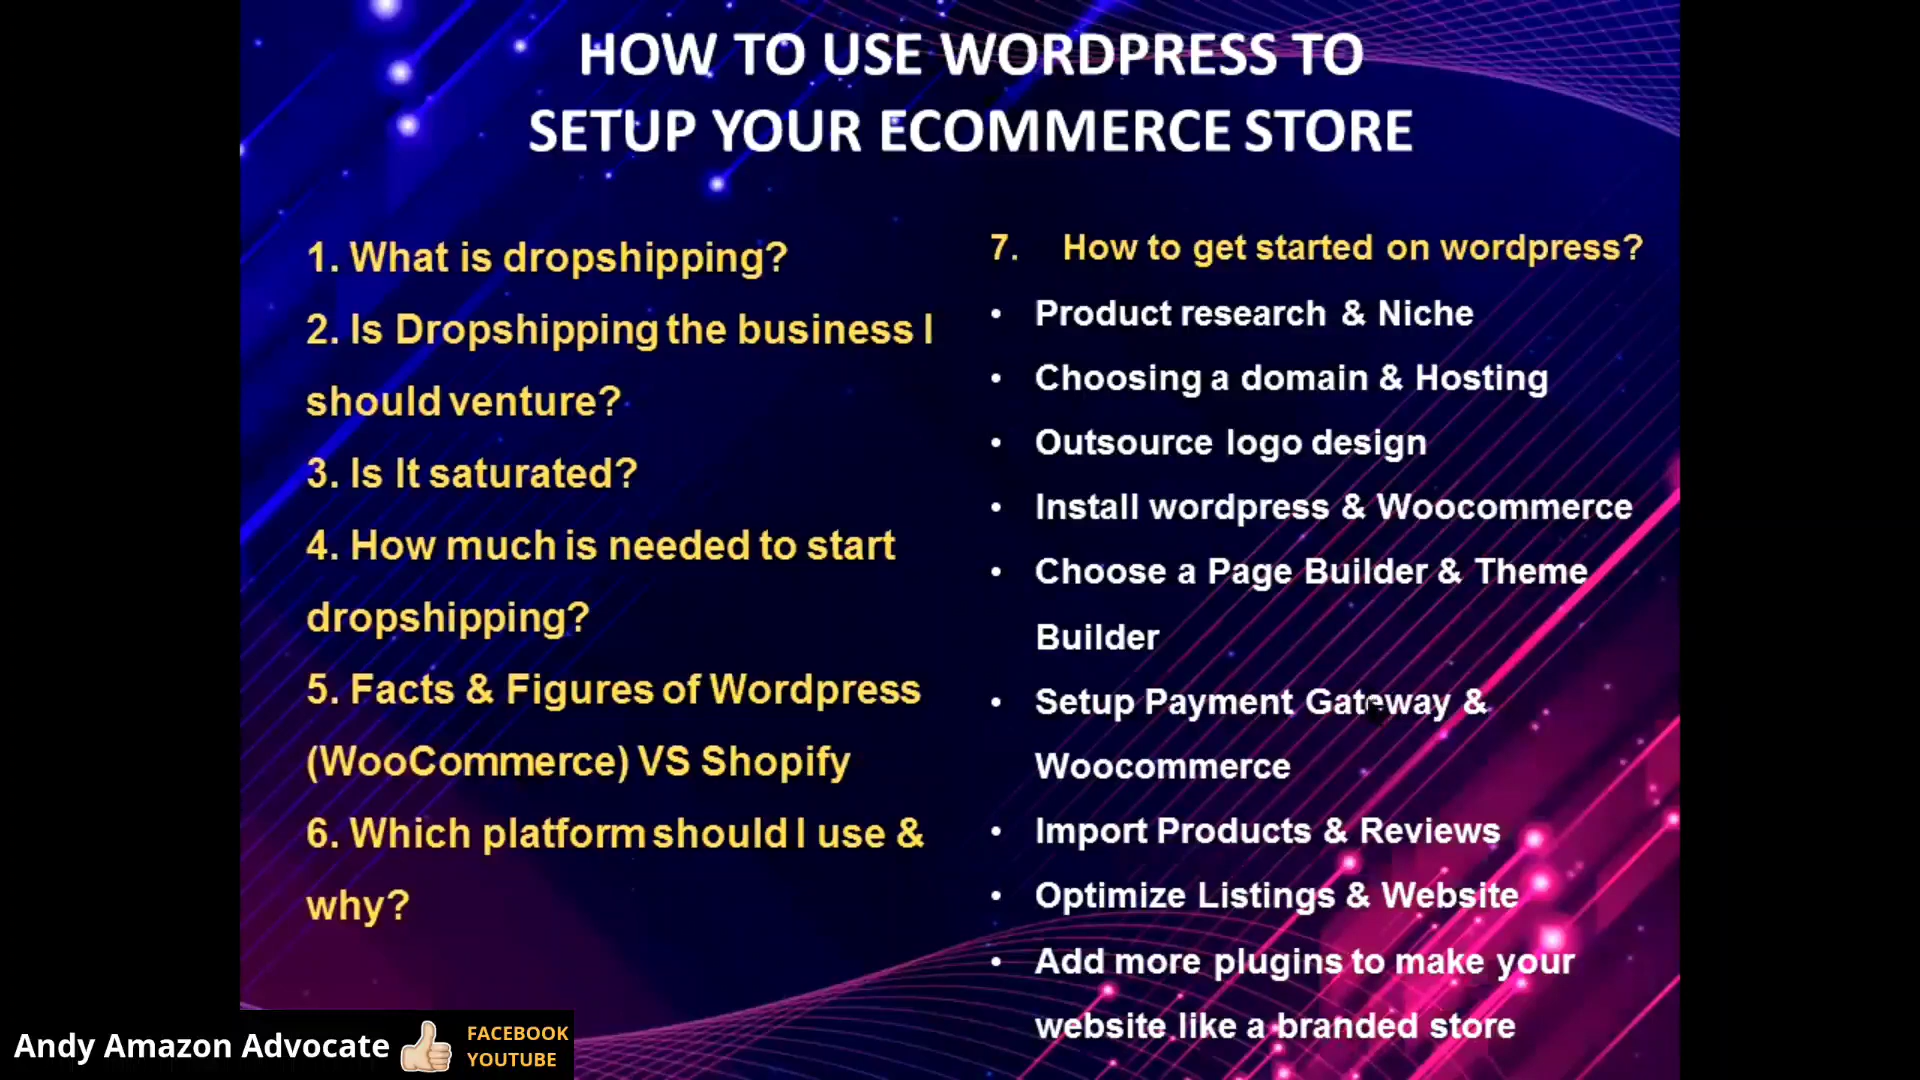 HOW TO USE WORDPRESS TO
SETUP YOUR ECOMMERCE STORE
1. What is dropshipping?
2. Is Dropshipping the business I
should venture?
3. Is It saturated?
4. How much is needed to start
dropshipping?
5. Facts & Figures of Wordpress
(WooCommerce) VS Shopify
6. Which platform should I use &
why?
7. How to get started on wordpress?
• Product research & Niche
• Choosing a domain & Hosting
• Outsource logo design
• Install wordpress & Woocommerce
• Choose a Page Builder & Theme
Builder
• Setup Payment Gateway &
Woocommerce
• Import Products & Reviews
• Optimize Listings & Website
• Add more plugins to make your
website like a branded store
Andy Amazon Advocate
FACEBOOK
YOUTUBE